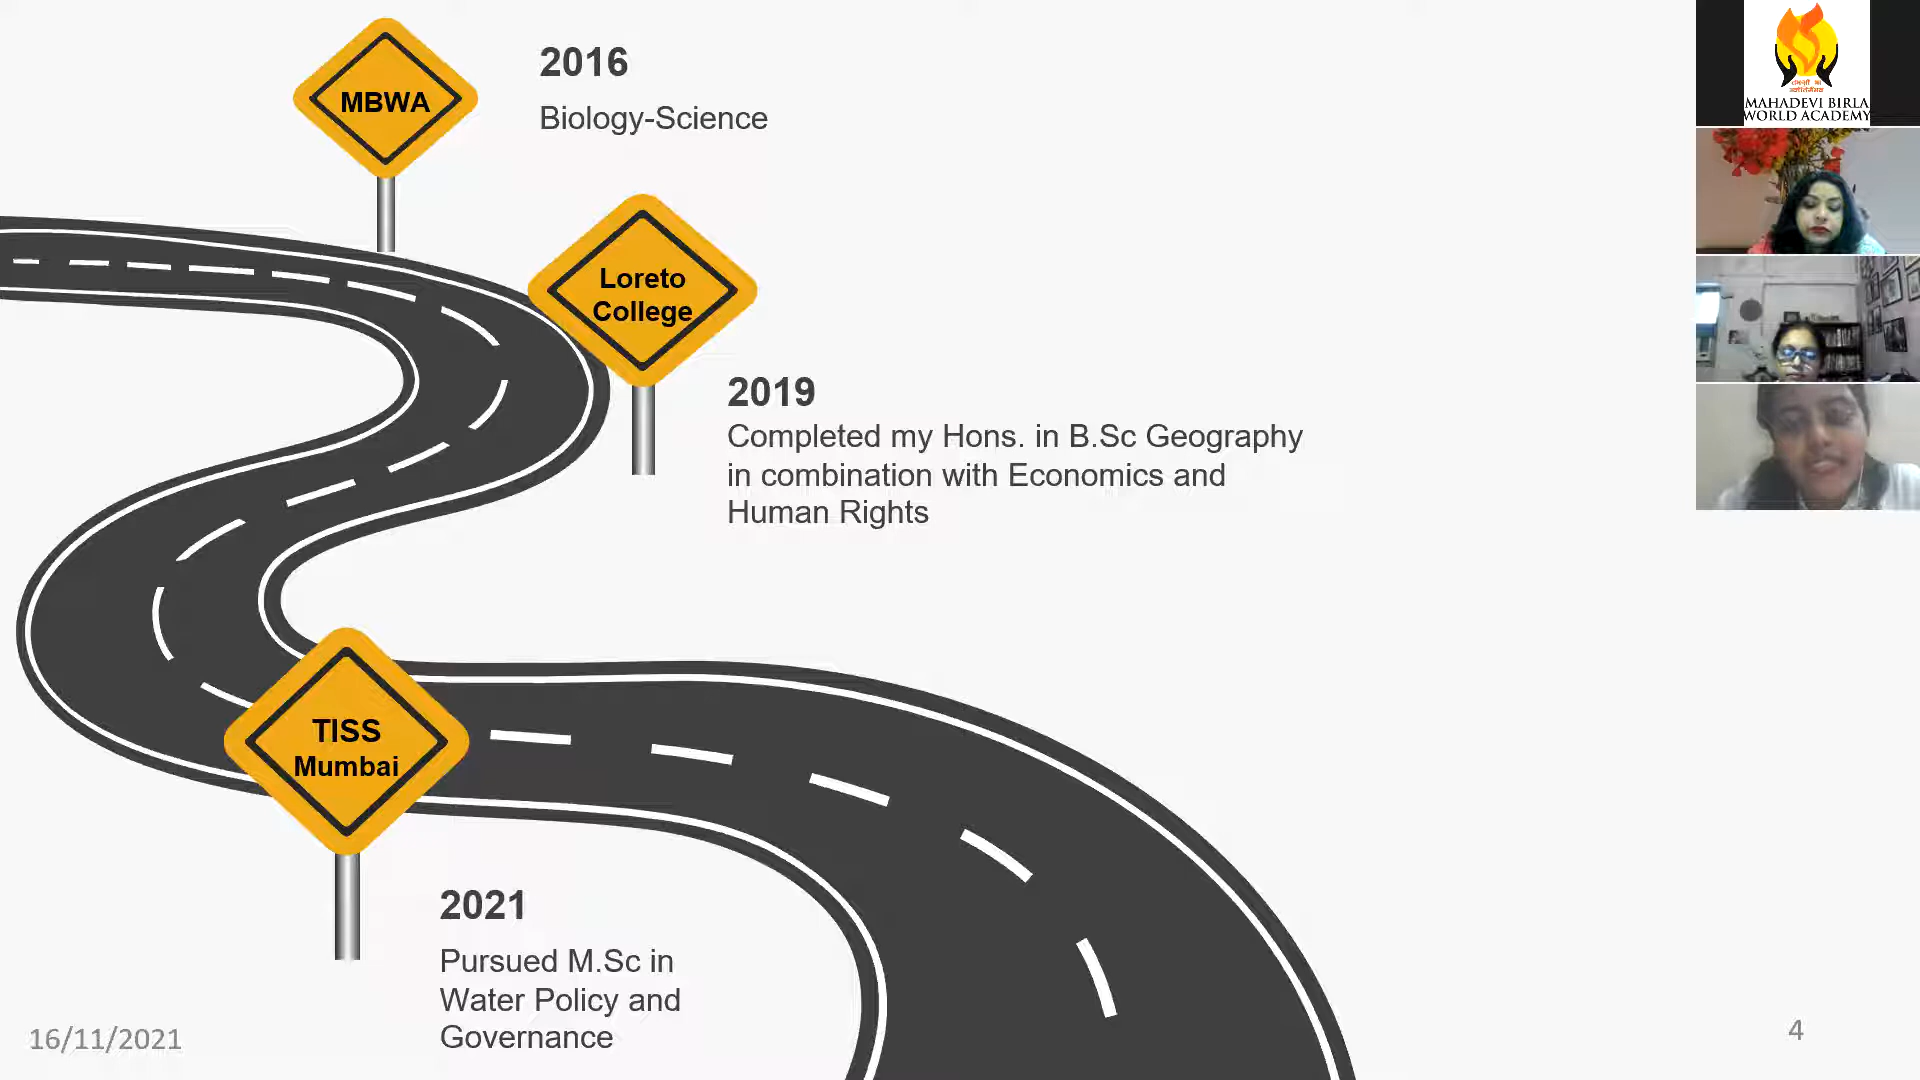 MBWA
2016
Biology-Science
Loreto
College
2019
Completed my Hons. in B.Sc Geography
in combination with Economics and
Human Rights
TISS
Mumbai
2021
Pursued M.Sc in
Water Policy and
Governance
16/11/2021
4
MAHADEVI BIRLA
WORLD ACADEMY